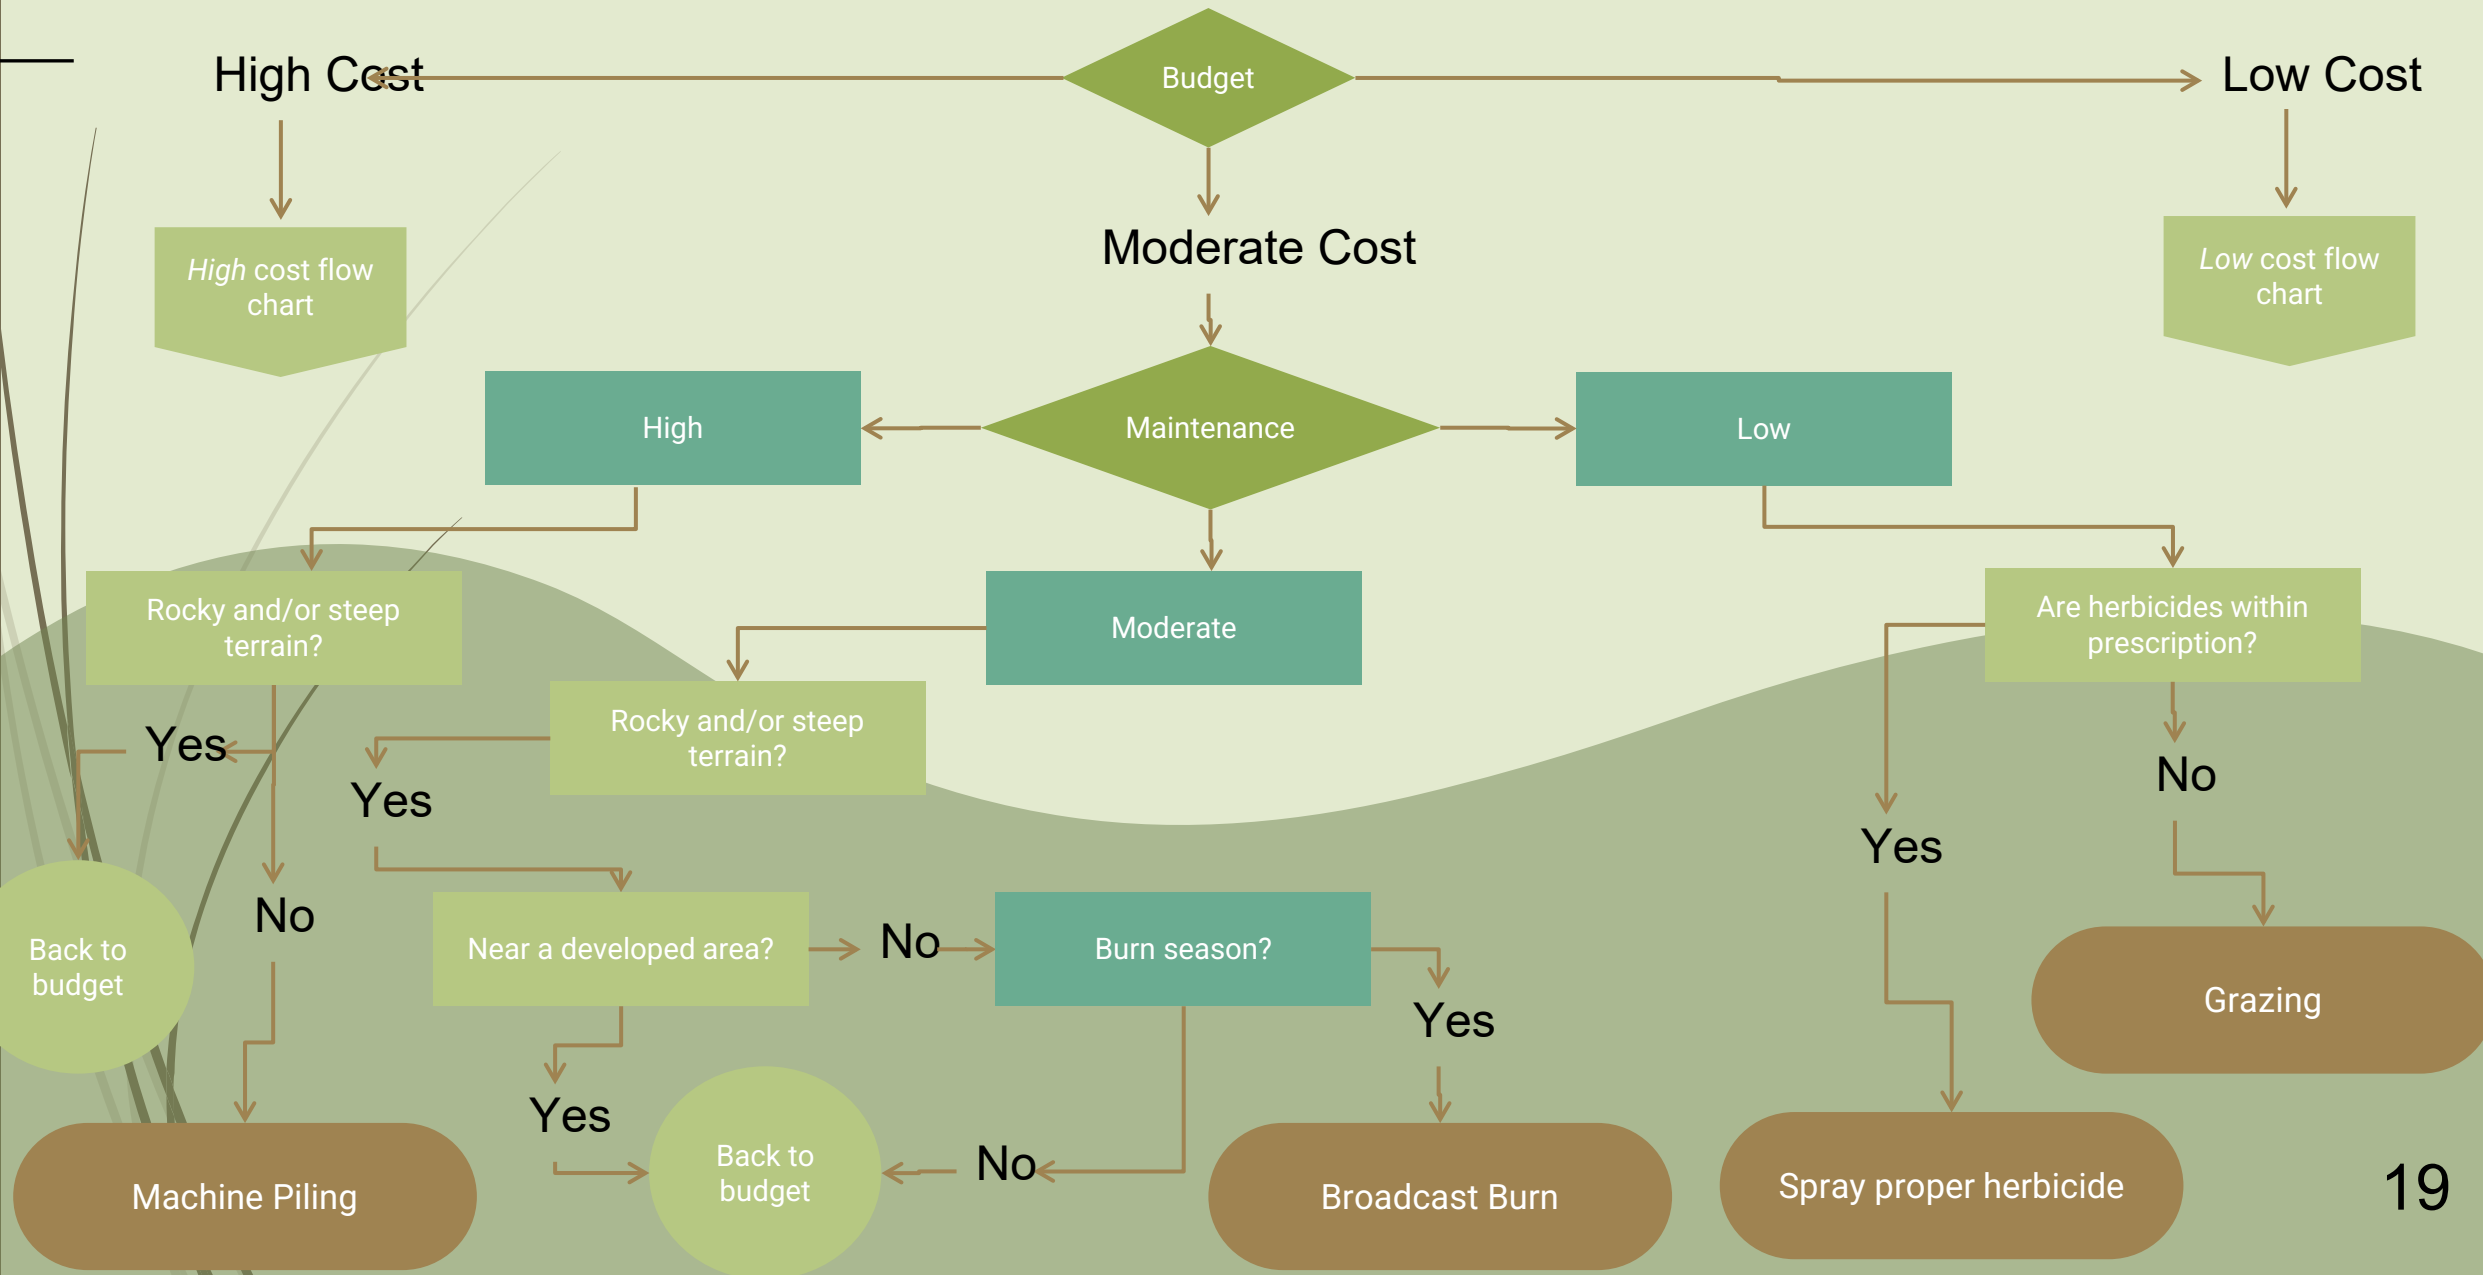 High Cost
Budget
Low Cost
High cost flow
chart
Moderate Cost
Low cost flow
chart
High
Maintenance
Low
Rocky and/or steep
terrain?
Moderate
Are herbicides within
prescription?
Rocky and/or steep
terrain?
Yes
Yes
No
Yes
No
Back to
budget
Near a developed area?
No
Burn season?
Yes
Grazing
Yes
Back to
budget
No
Machine Piling
Broadcast Burn
Spray proper herbicide
19